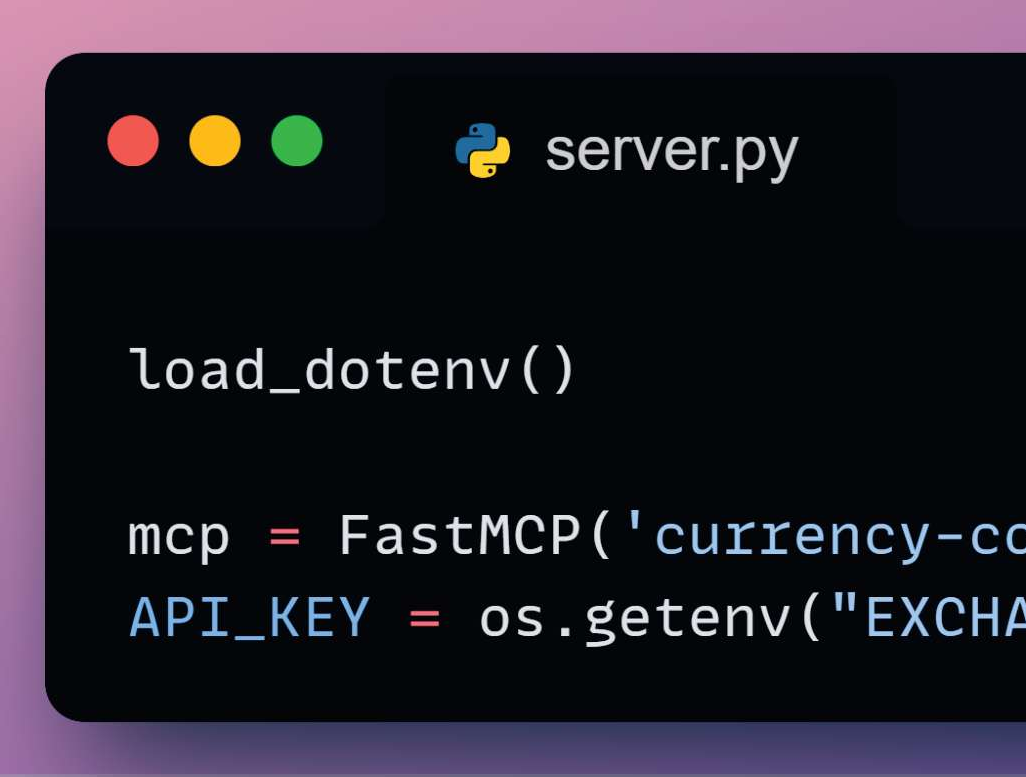 server.py
load_dotenv()
mcp = FastMCP('currency-co
API_KEY = os.getenv("EXCHA